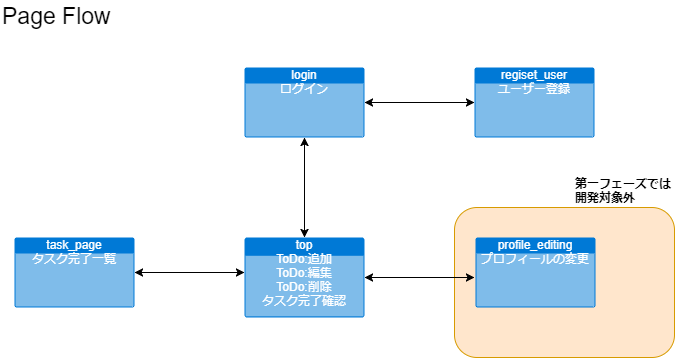 Page Flow
login
ログイン
regiset_user
ユーザー登録
第一フェーズでは
開発対象外
task_page
タスク完了一覧
top
ToDo:追加
ToDo:編集
ToDo:削除
タスク完了確認
profile_editing
プロフィールの変更